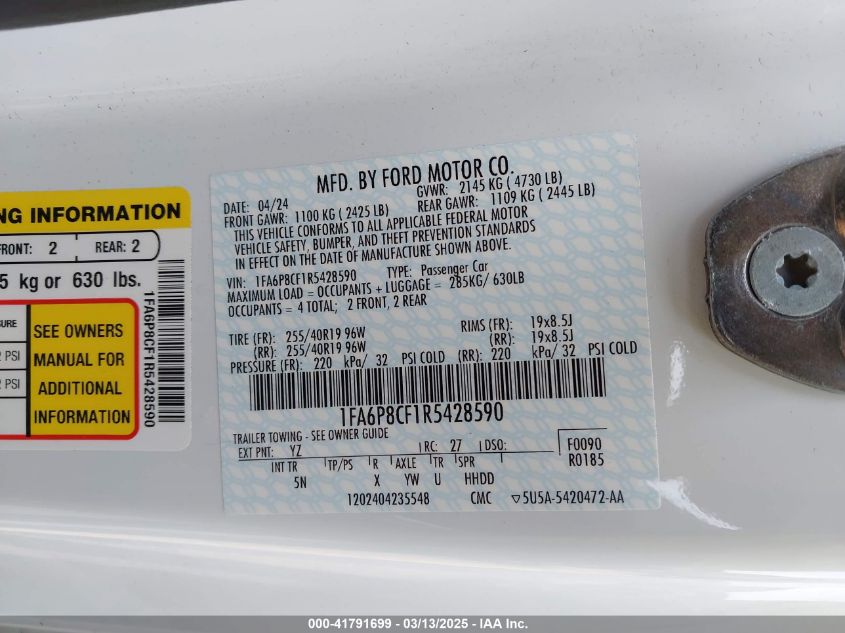 NG INFORMATION
FRONT: 2 REAR: 2
5 kg or 630 lbs.
SURE
2 PSI
2 PSI
SEE OWNERS
MANUAL FOR
ADDITIONAL
INFORMATION
1FA6P8CF1R5428590
MFD. BY FORD MOTOR CO.
DATE: 04/24 GVWR: 2145 KG ( 4730 LB)
FRONT GAWR: 1100 KG ( 2425 LB) REAR GAWR: 1109 KG ( 2445 LB)
THIS VEHICLE CONFORMS TO ALL APPLICABLE FEDERAL MOTOR
VEHICLE SAFETY, BUMPER, AND THEFT PREVENTION STANDARDS
IN EFFECT ON THE DATE OF MANUFACTURE SHOWN ABOVE.
VIN: 1FA6P8CF1R5428590 TYPE: Passenger Car
MAXIMUM LOAD = OCCUPANTS + LUGGAGE = 285KG/ 630LB
OCCUPANTS = 4 TOTAL; 2 FRONT, 2 REAR
TIRE (FR): 255/40R19 96W RIMS (FR): 19x8.5J
(RR): 255/40R19 96W (RR): 19x8.5J
PRESSURE (FR): 220 kPa/ 32 PSI COLD (RR): 220 kPa/ 32 PSI COLD
1FA6P8CF1R5428590
TRAILER TOWING - SEE OWNER GUIDE
EXT PNT: YZ RC: 27 DSO: F0090
R0185
INT TR TP/PS R AXLE TR SPR
5N X YW U HHDD
1202404235548 CMC ▽5U5A-5420472-AA
000-41791699 — 03/13/2025 — IAA Inc.